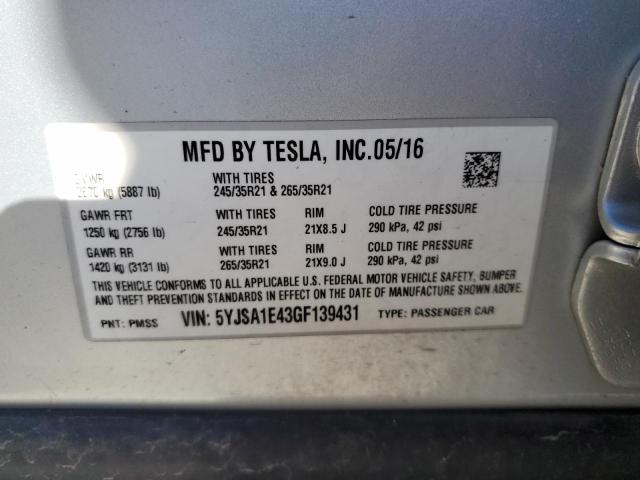 MFD BY TESLA, INC.05/16
GVWR WITH TIRES
2670 kg (5887 lb) 245/35R21 & 265/35R21
GAWR FRT WITH TIRES RIM COLD TIRE PRESSURE
1250 kg (2756 lb) 245/35R21 21X8.5 J 290 kPa, 42 psi
GAWR RR WITH TIRES RIM COLD TIRE PRESSURE
1420 kg (3131 lb) 265/35R21 21X9.0 J 290 kPa, 42 psi
THIS VEHICLE CONFORMS TO ALL APPLICABLE U.S. FEDERAL MOTOR VEHICLE SAFETY, BUMPER
AND THEFT PREVENTION STANDARDS IN EFFECT ON THE DATE OF MANUFACTURE SHOWN ABOVE.
PNT: PMSS VIN: 5YJSA1E43GF139431 TYPE: PASSENGER CAR